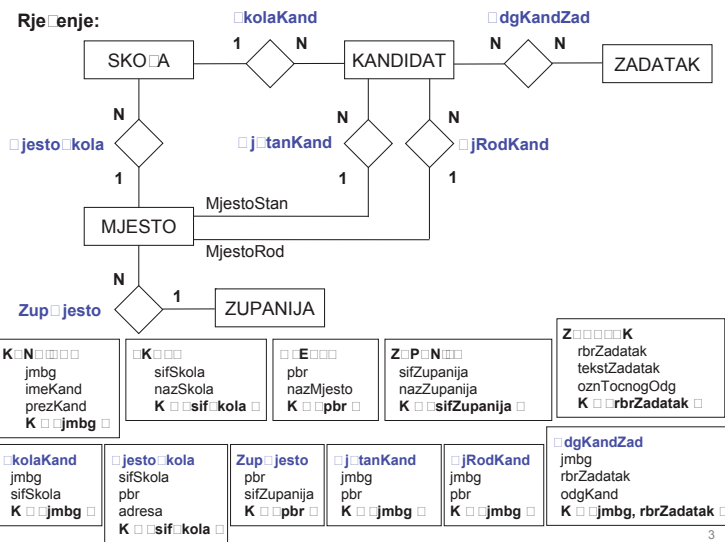 Rje□enje:
□kolaKand
□dgKandZad
1 N N N
SKO□A KANDIDAT ZADATAK
N N N
□jesto□kola □j□tanKand □jRodKand
1 1 1
MjestoStan
MJESTO
MjestoRod
N
1
Zup□jesto ZUPANIJA
K□N□□□□
jmbg
imeKand
prezKand
K□□jmbg□
□K□□□
sifSkola
nazSkola
K□□sif□kola□
□□E□□□
pbr
nazMjesto
K□□pbr□
Z□P□N□□
sifZupanija
nazZupanija
K□□sifZupanija□
Z□□□□□K
rbrZadatak
tekstZadatak
oznTocnogOdg
K□□rbrZadatak□
□kolaKand
jmbg
sifSkola
K□□jmbg□
□jesto□kola
sifSkola
pbr
adresa
K□□sif□kola□
Zup□jesto
pbr
sifZupanija
K□□pbr□
□j□tanKand
jmbg
pbr
K□□jmbg□
□jRodKand
jmbg
pbr
K□□jmbg□
□dgKandZad
jmbg
rbrZadatak
odgKand
K□□jmbg, rbrZadatak□
3